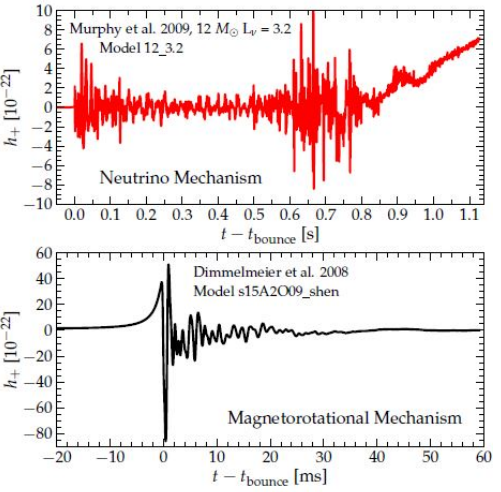 Murphy et al. 2009, 12 M⊙ Lν = 3.2
Model 12_3.2
h+ [10−22]
10
8
6
4
2
0
−2
−4
−6
−8
−10
Neutrino Mechanism
0.0 0.1 0.2 0.3 0.4 0.5 0.6 0.7 0.8 0.9 1.0 1.1
t − tbounce [s]
Dimmelmeier et al. 2008
Model s15A2O09_shen
h+ [10−22]
60
40
20
0
−20
−40
−60
−80
Magnetorotational Mechanism
−20 −10 0 10 20 30 40 50 60
t − tbounce [ms]